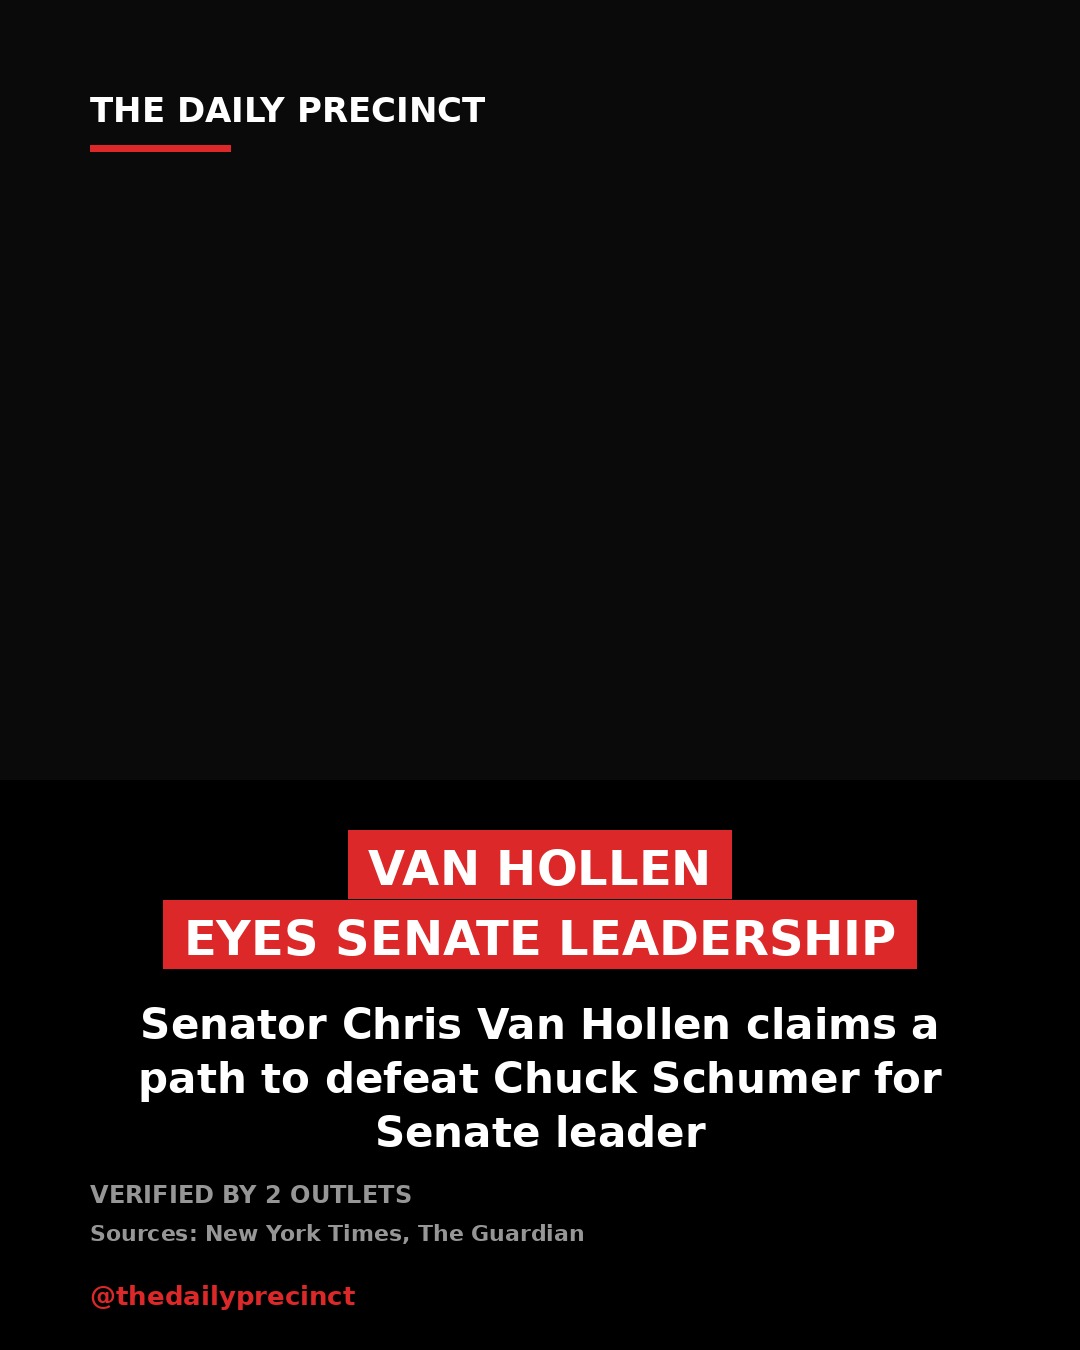 THE DAILY PRECINCT
VAN HOLLEN
EYES SENATE LEADERSHIP
Senator Chris Van Hollen claims a
path to defeat Chuck Schumer for
Senate leader
VERIFIED BY 2 OUTLETS
Sources: New York Times, The Guardian
@thedailyprecinct